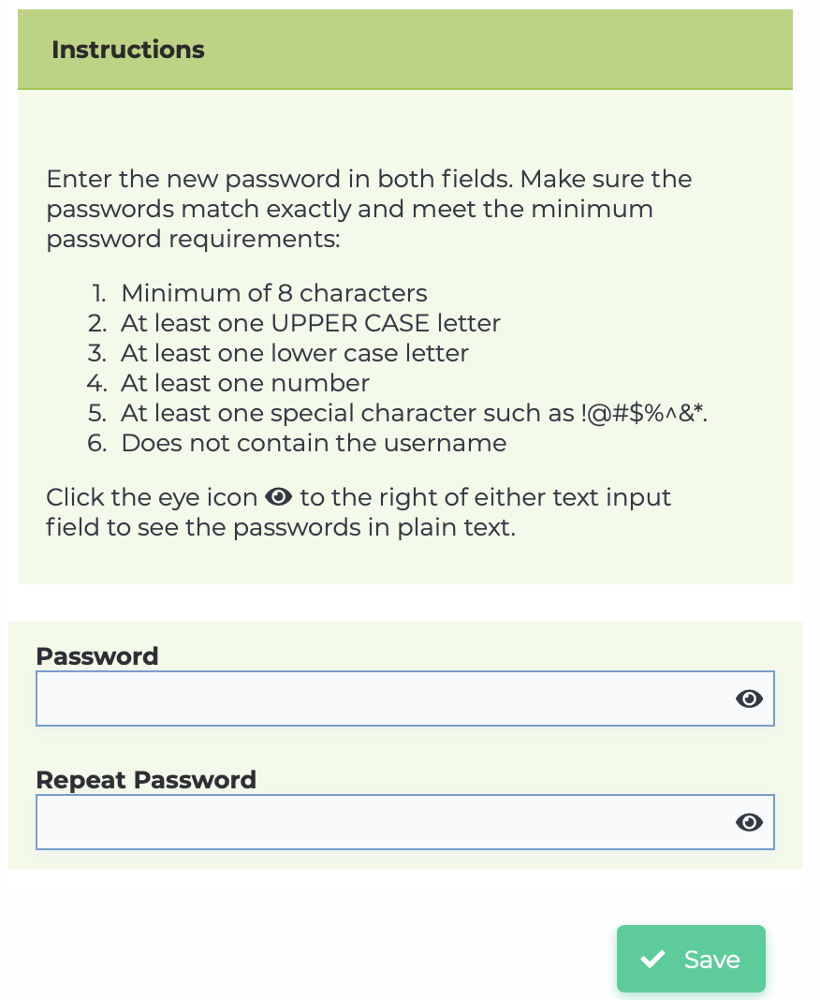 Instructions
Enter the new password in both fields. Make sure the
passwords match exactly and meet the minimum
password requirements:
1. Minimum of 8 characters
2. At least one UPPER CASE letter
3. At least one lower case letter
4. At least one number
5. At least one special character such as !@#$%^&*.
6. Does not contain the username
Click the eye icon to the right of either text input
field to see the passwords in plain text.
Password
Repeat Password
Save